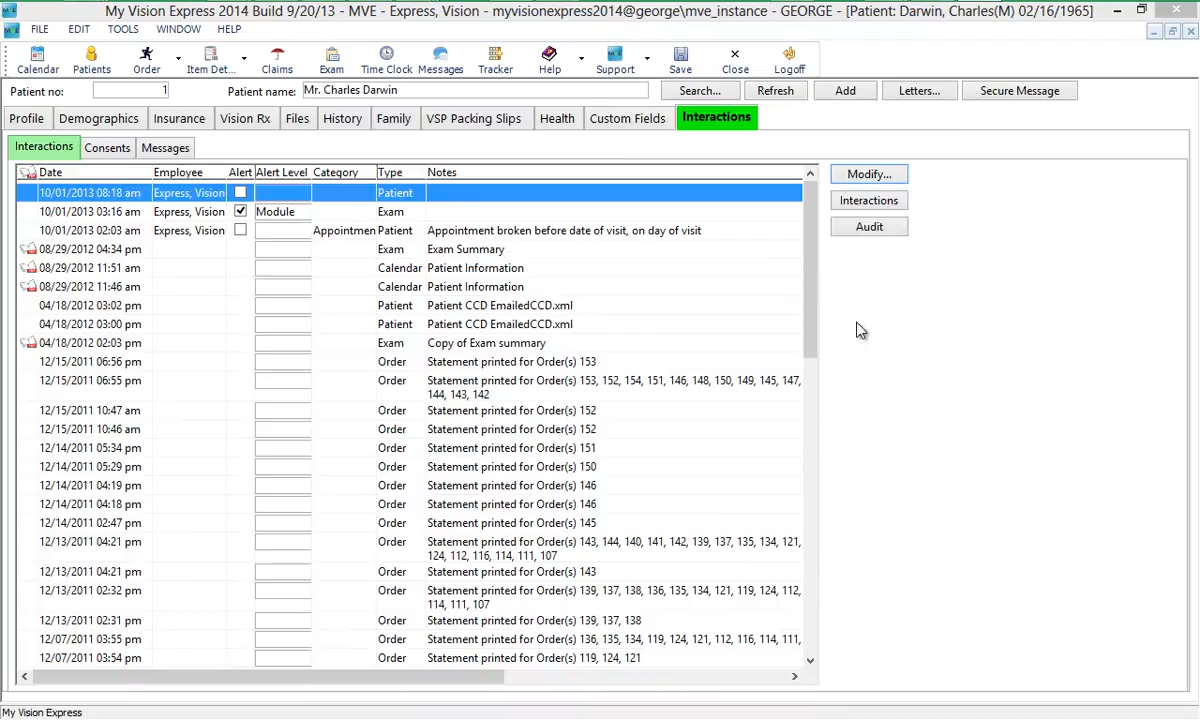 My Vision Express 2014 Build 9/20/13 - MVE - Express, Vision - myvisionexpress2014@george\mve_instance - GEORGE - [Patient: Darwin, Charles(M) 02/16/1965]
FILE EDIT TOOLS WINDOW HELP
Calendar Patients Order Item Det... Claims Exam Time Clock Messages Tracker Help Support Save Close Logoff
Patient no: 1 Patient name: Mr. Charles Darwin Search... Refresh Add Letters... Secure Message
Profile Demographics Insurance Vision Rx Files History Family VSP Packing Slips Health Custom Fields Interactions
Interactions Consents Messages
Date Employee Alert Alert Level Category Type Notes
10/01/2013 08:18 am Express, Vision Patient
10/01/2013 03:16 am Express, Vision Module Exam
10/01/2013 02:03 am Express, Vision Appointmen Patient Appointment broken before date of visit, on day of visit
08/29/2012 04:34 pm Exam Exam Summary
08/29/2012 11:51 am Calendar Patient Information
08/29/2012 11:46 am Calendar Patient Information
04/18/2012 03:02 pm Patient Patient CCD EmailedCCD.xml
04/18/2012 03:00 pm Patient Patient CCD EmailedCCD.xml
04/18/2012 02:03 pm Exam Copy of Exam summary
12/15/2011 06:56 pm Order Statement printed for Order(s) 153
12/15/2011 06:55 pm Order Statement printed for Order(s) 153, 152, 154, 151, 146, 148, 150, 149, 145, 147,
144, 143, 142
12/15/2011 10:47 am Order Statement printed for Order(s) 152
12/15/2011 10:46 am Order Statement printed for Order(s) 152
12/14/2011 05:34 pm Order Statement printed for Order(s) 151
12/14/2011 05:29 pm Order Statement printed for Order(s) 150
12/14/2011 04:19 pm Order Statement printed for Order(s) 146
12/14/2011 04:18 pm Order Statement printed for Order(s) 146
12/14/2011 02:47 pm Order Statement printed for Order(s) 145
12/13/2011 04:21 pm Order Statement printed for Order(s) 143, 144, 140, 141, 142, 139, 137, 135, 134, 121,
124, 112, 116, 114, 111, 107
12/13/2011 04:21 pm Order Statement printed for Order(s) 143
12/13/2011 02:32 pm Order Statement printed for Order(s) 139, 137, 138, 136, 135, 134, 121, 119, 124, 112,
114, 111, 107
12/13/2011 02:31 pm Order Statement printed for Order(s) 139, 137, 138
12/07/2011 03:55 pm Order Statement printed for Order(s) 136, 135, 134, 119, 124, 121, 112, 116, 114, 111,
12/07/2011 03:54 pm Order Statement printed for Order(s) 119, 124, 121
Modify...
Interactions
Audit
My Vision Express